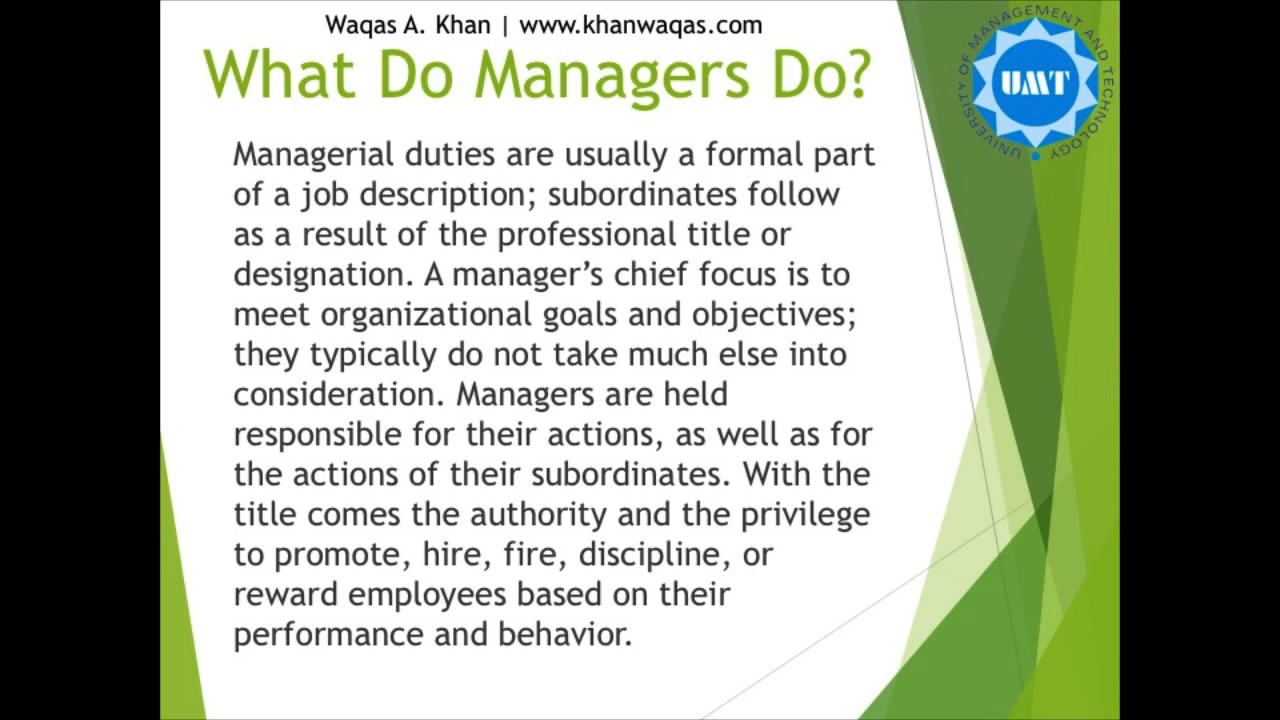 Waqas A. Khan | www.khanwaqas.com
What Do Managers Do?
UNIVERSITY OF MANAGEMENT AND TECHNOLOGY
UMT
Managerial duties are usually a formal part
of a job description; subordinates follow
as a result of the professional title or
designation. A manager’s chief focus is to
meet organizational goals and objectives;
they typically do not take much else into
consideration. Managers are held
responsible for their actions, as well as for
the actions of their subordinates. With the
title comes the authority and the privilege
to promote, hire, fire, discipline, or
reward employees based on their
performance and behavior.